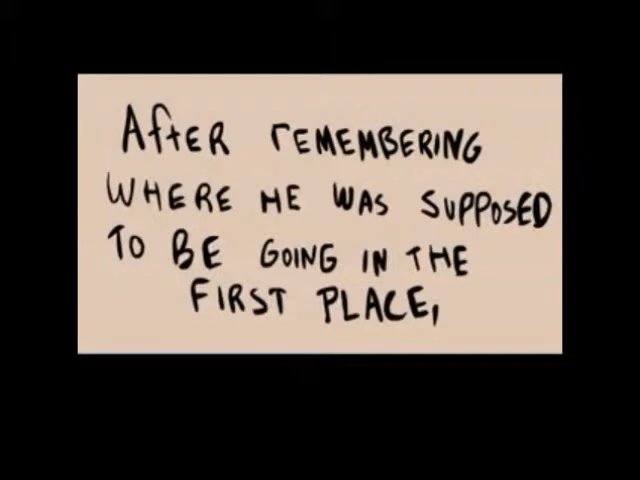 AftER rEMEMBERING
WHERE HE WAS SUPPOSED
TO BE GOING IN THE
FIRST PLACE,